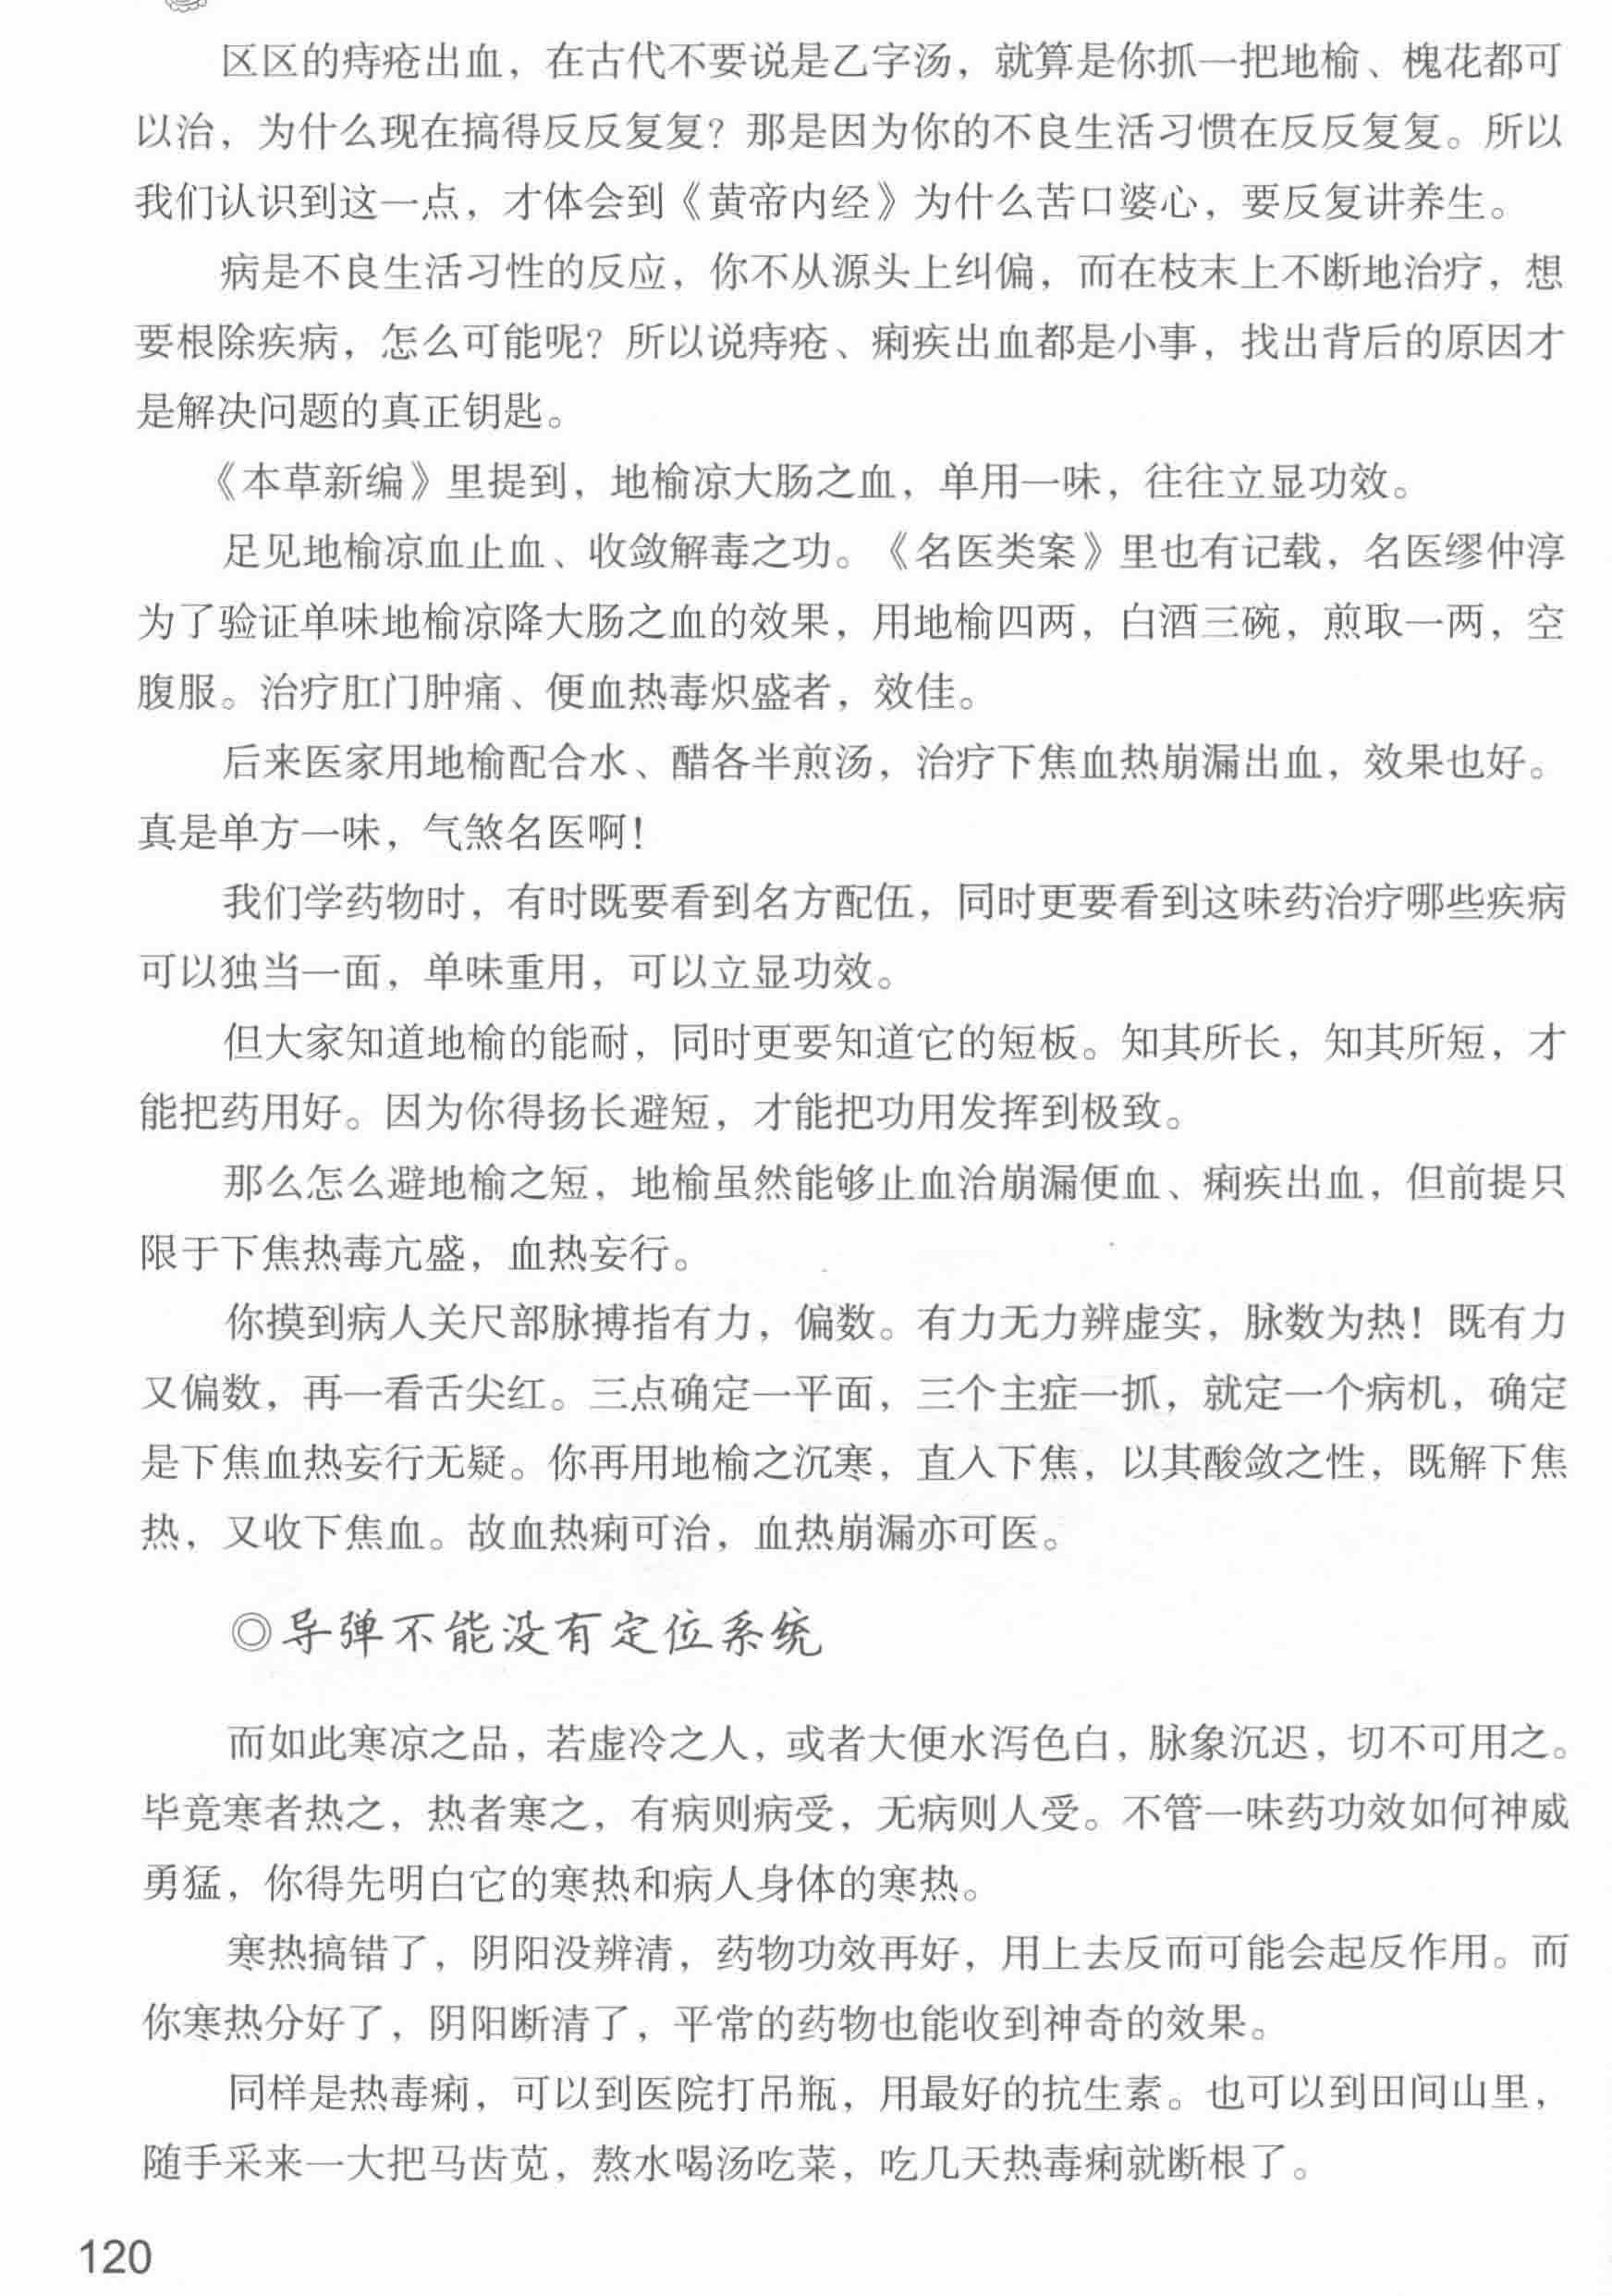 区区的痔疮出血，在古代不要说是乙字汤，就算是你抓一把地榆、槐花都可
以治，为什么现在搞得反反复复？那是因为你的不良生活习惯在反反复复。所以
我们认识到这一点，才体会到《黄帝内经》为什么苦口婆心，要反复讲养生。
病是不良生活习性的反应，你不从源头上纠偏，而在枝末上不断地治疗，想
要根除疾病，怎么可能呢？所以说痔疮、痢疾出血都是小事，找出背后的原因才
是解决问题的真正钥匙。
《本草新编》里提到，地榆凉大肠之血，单用一味，往往立显功效。
足见地榆凉血止血、收敛解毒之功。《名医类案》里也有记载，名医缪仲淳
为了验证单味地榆凉降大肠之血的效果，用地榆四两，白酒三碗，煎取一两，空
腹服。治疗肛门肿痛、便血热毒炽盛者，效佳。
后来医家用地榆配合水、醋各半煎汤，治疗下焦血热崩漏出血，效果也好。
真是单方一味，气煞名医啊！
我们学药物时，有时既要看到名方配伍，同时更要看到这味药治疗哪些疾病
可以独当一面，单味重用，可以立显功效。
但大家知道地榆的能耐，同时更要知道它的短板。知其所长，知其所短，才
能把药用好。因为你得扬长避短，才能把功用发挥到极致。
那么怎么避地榆之短，地榆虽然能够止血治崩漏便血、痢疾出血，但前提只
限于下焦热毒亢盛，血热妄行。
你摸到病人关尺部脉搏指有力，偏数。有力无力辨虚实，脉数为热！既有力
又偏数，再一看舌尖红。三点确定一平面，三个主症一抓，就定一个病机，确定
是下焦血热妄行无疑。你再用地榆之沉寒，直入下焦，以其酸敛之性，既解下焦
热，又收下焦血。故血热痢可治，血热崩漏亦可医。
◎导弹不能没有定位系统
而如此寒凉之品，若虚冷之人，或者大便水泻色白，脉象沉迟，切不可用之。
毕竟寒者热之，热者寒之，有病则病受，无病则人受。不管一味药功效如何神威
勇猛，你得先明白它的寒热和病人身体的寒热。
寒热搞错了，阴阳没辨清，药物功效再好，用上去反而可能会起反作用。而
你寒热分好了，阴阳断清了，平常的药物也能收到神奇的效果。
同样是热毒痢，可以到医院打吊瓶，用最好的抗生素。也可以到田间山里，
随手采来一大把马齿苋，熬水喝汤吃菜，吃几天热毒痢就断根了。
120